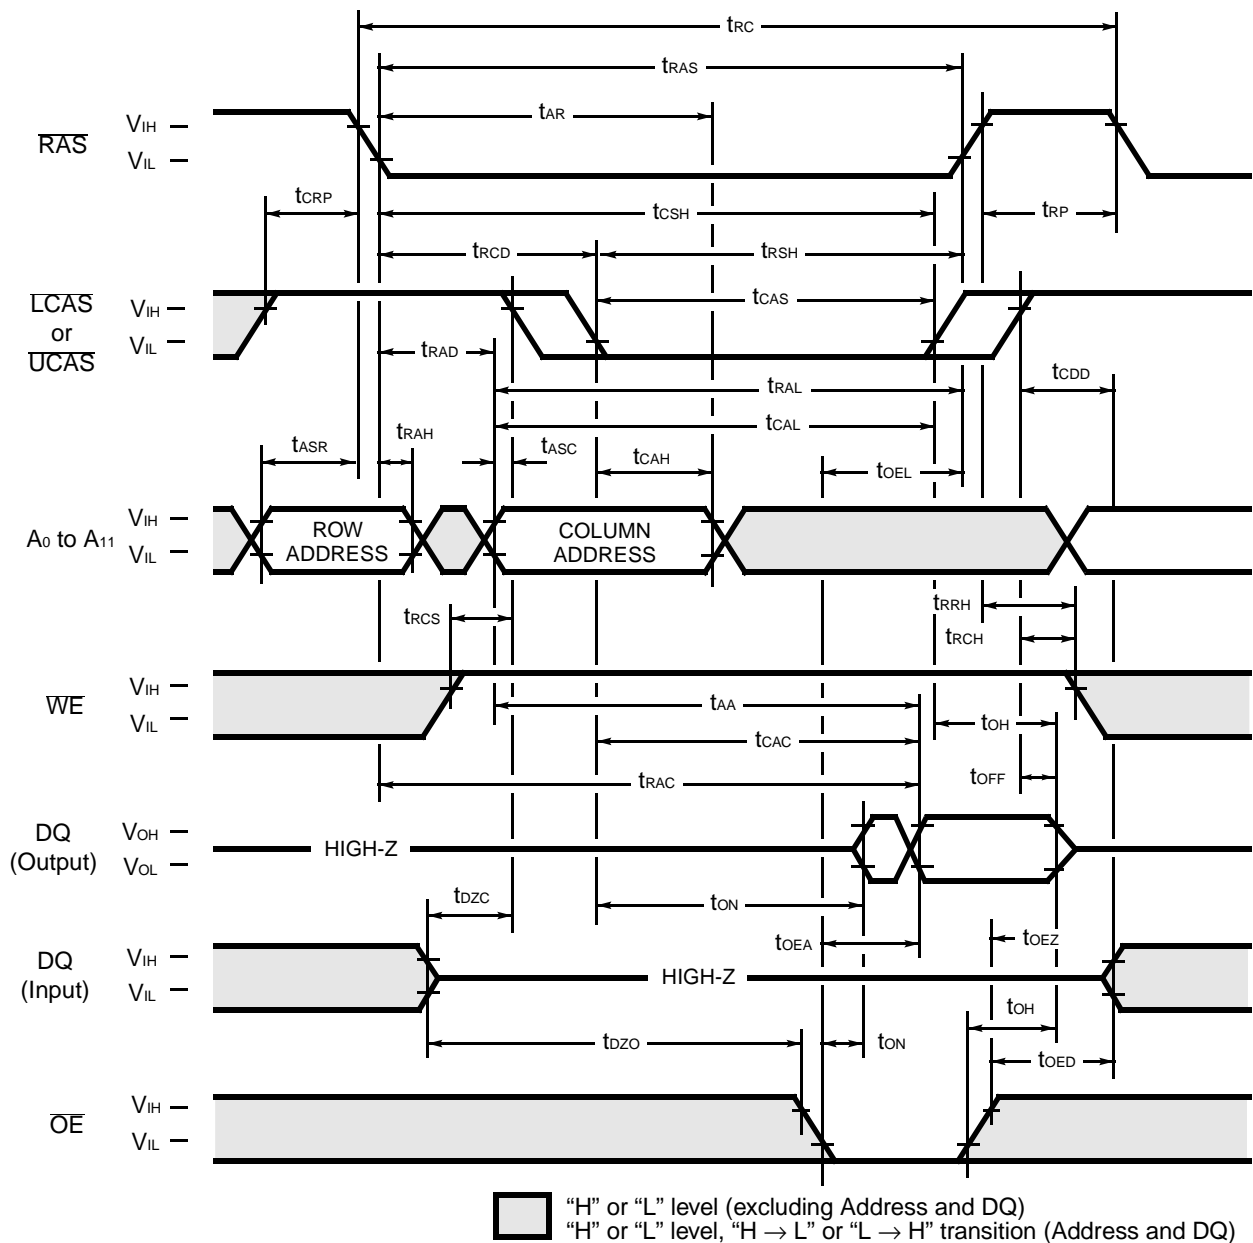 tRC
tRAS
tAR
RAS
VIH
VIL
tCRP
tCSH
tRP
tRCD
tRSH
LCAS
or
UCAS
VIH
VIL
tCAS
tRAD
tRAL
tCDD
tCAL
tASR
tRAH
tASC
tCAH
tOEL
A0 to A11
VIH
VIL
ROW
ADDRESS
COLUMN
ADDRESS
tRCS
tRRH
tRCH
WE
VIH
VIL
tAA
tOH
tCAC
tRAC
tOFF
DQ
(Output)
VOH
VOL
HIGH-Z
tDZC
tON
tOEA
tOEZ
DQ
(Input)
VIH
VIL
HIGH-Z
tOH
tDZO
tON
tOED
OE
VIH
VIL
“H” or “L” level (excluding Address and DQ)
“H” or “L” level, “H → L” or “L → H” transition (Address and DQ)